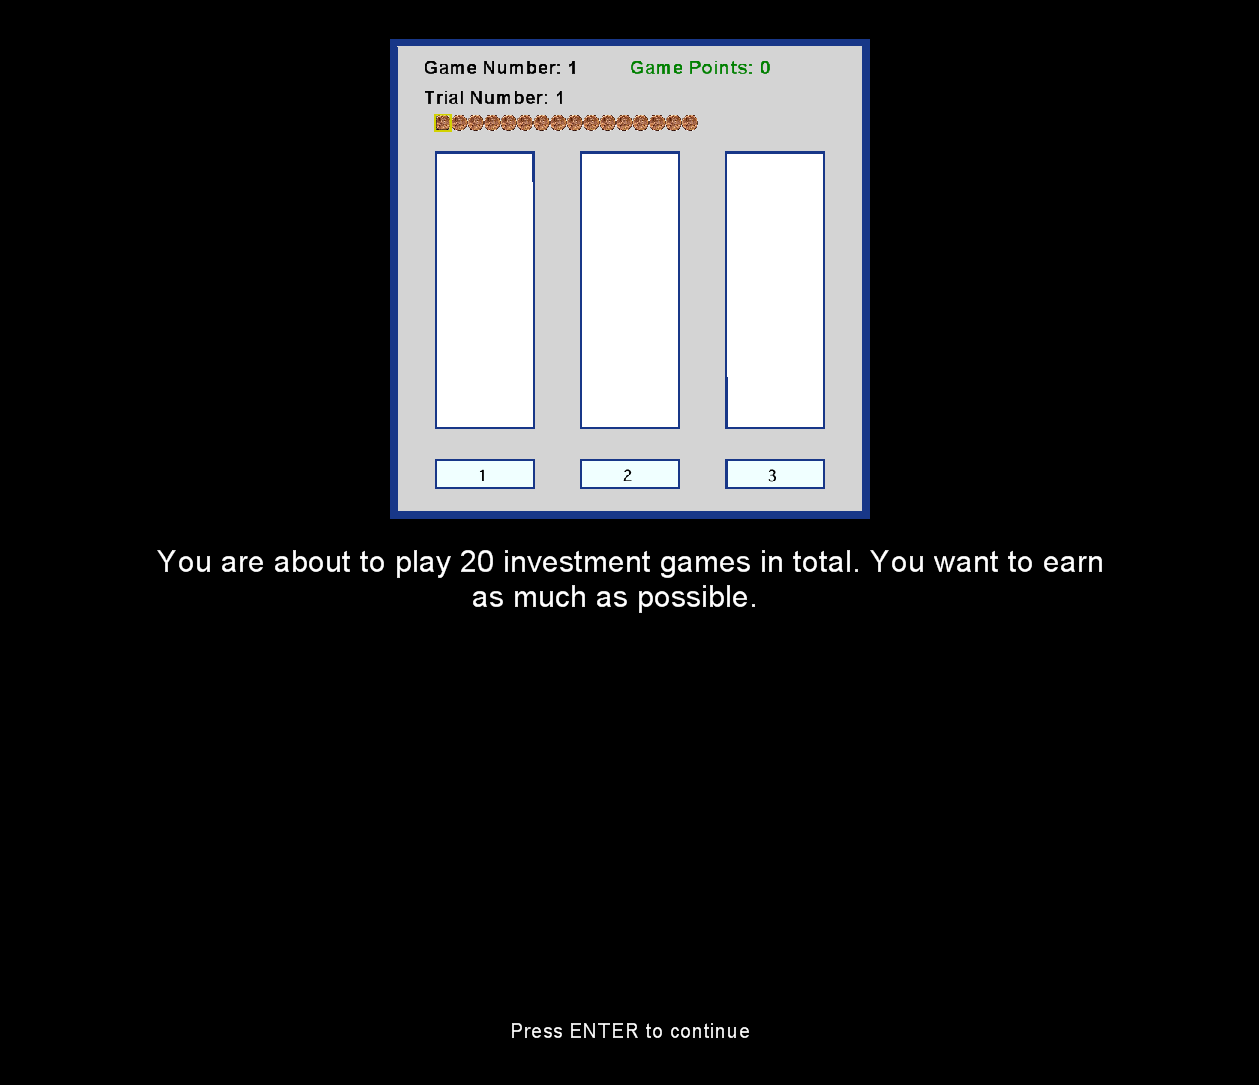 Game Number: 1 Game Points: 0
Trial Number: 1
1 2 3
You are about to play 20 investment games in total. You want to earn
as much as possible.
Press ENTER to continue